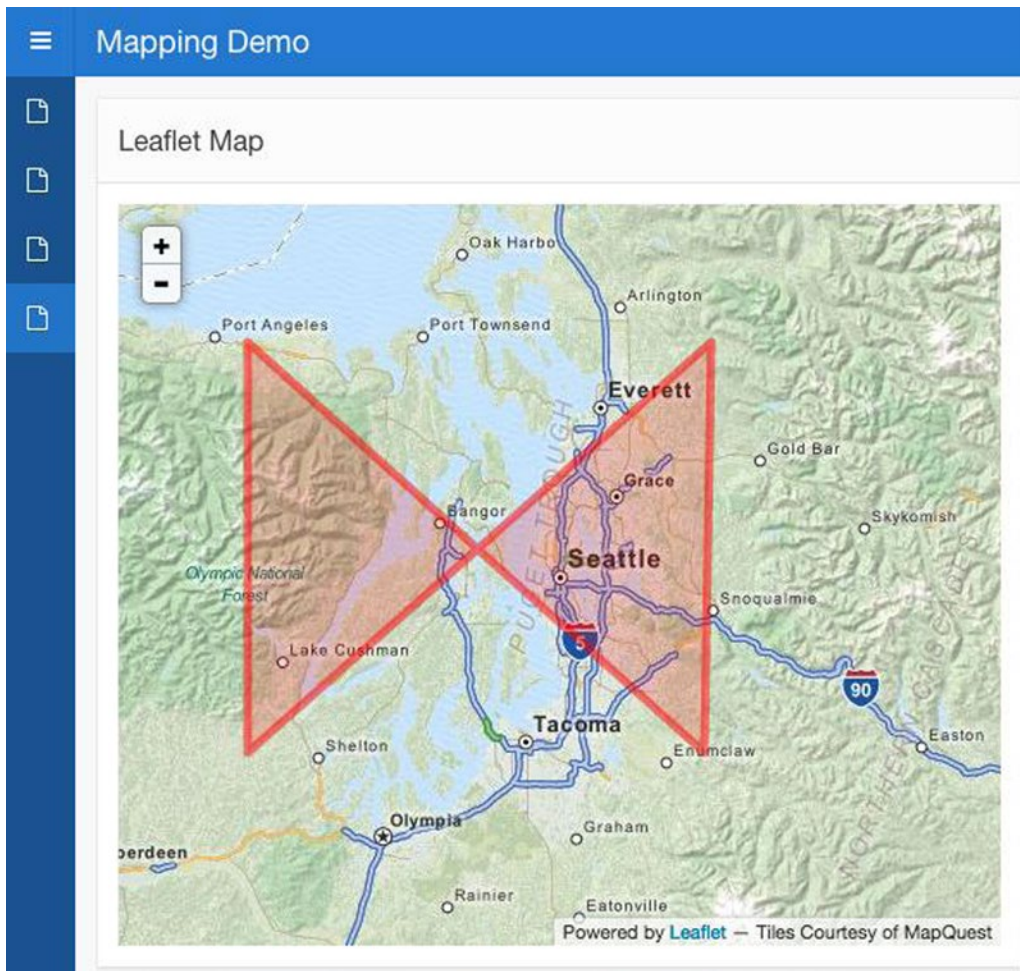 Mapping Demo
Leaflet Map
+
-
Oak Harbo
Arlington
Port Angeles
Port Townsend
Everett
Gold Bar
Grace
Bangor
Skykomish
PUGET TROUGH
Seattle
Olympic National
Forest
Snoqualmie
5
Lake Cushman
90
Tacoma
Easton
Shelton
Enumclaw
Olympia
Graham
berdeen
Rainier
Eatonville
Powered by Leaflet — Tiles Courtesy of MapQuest